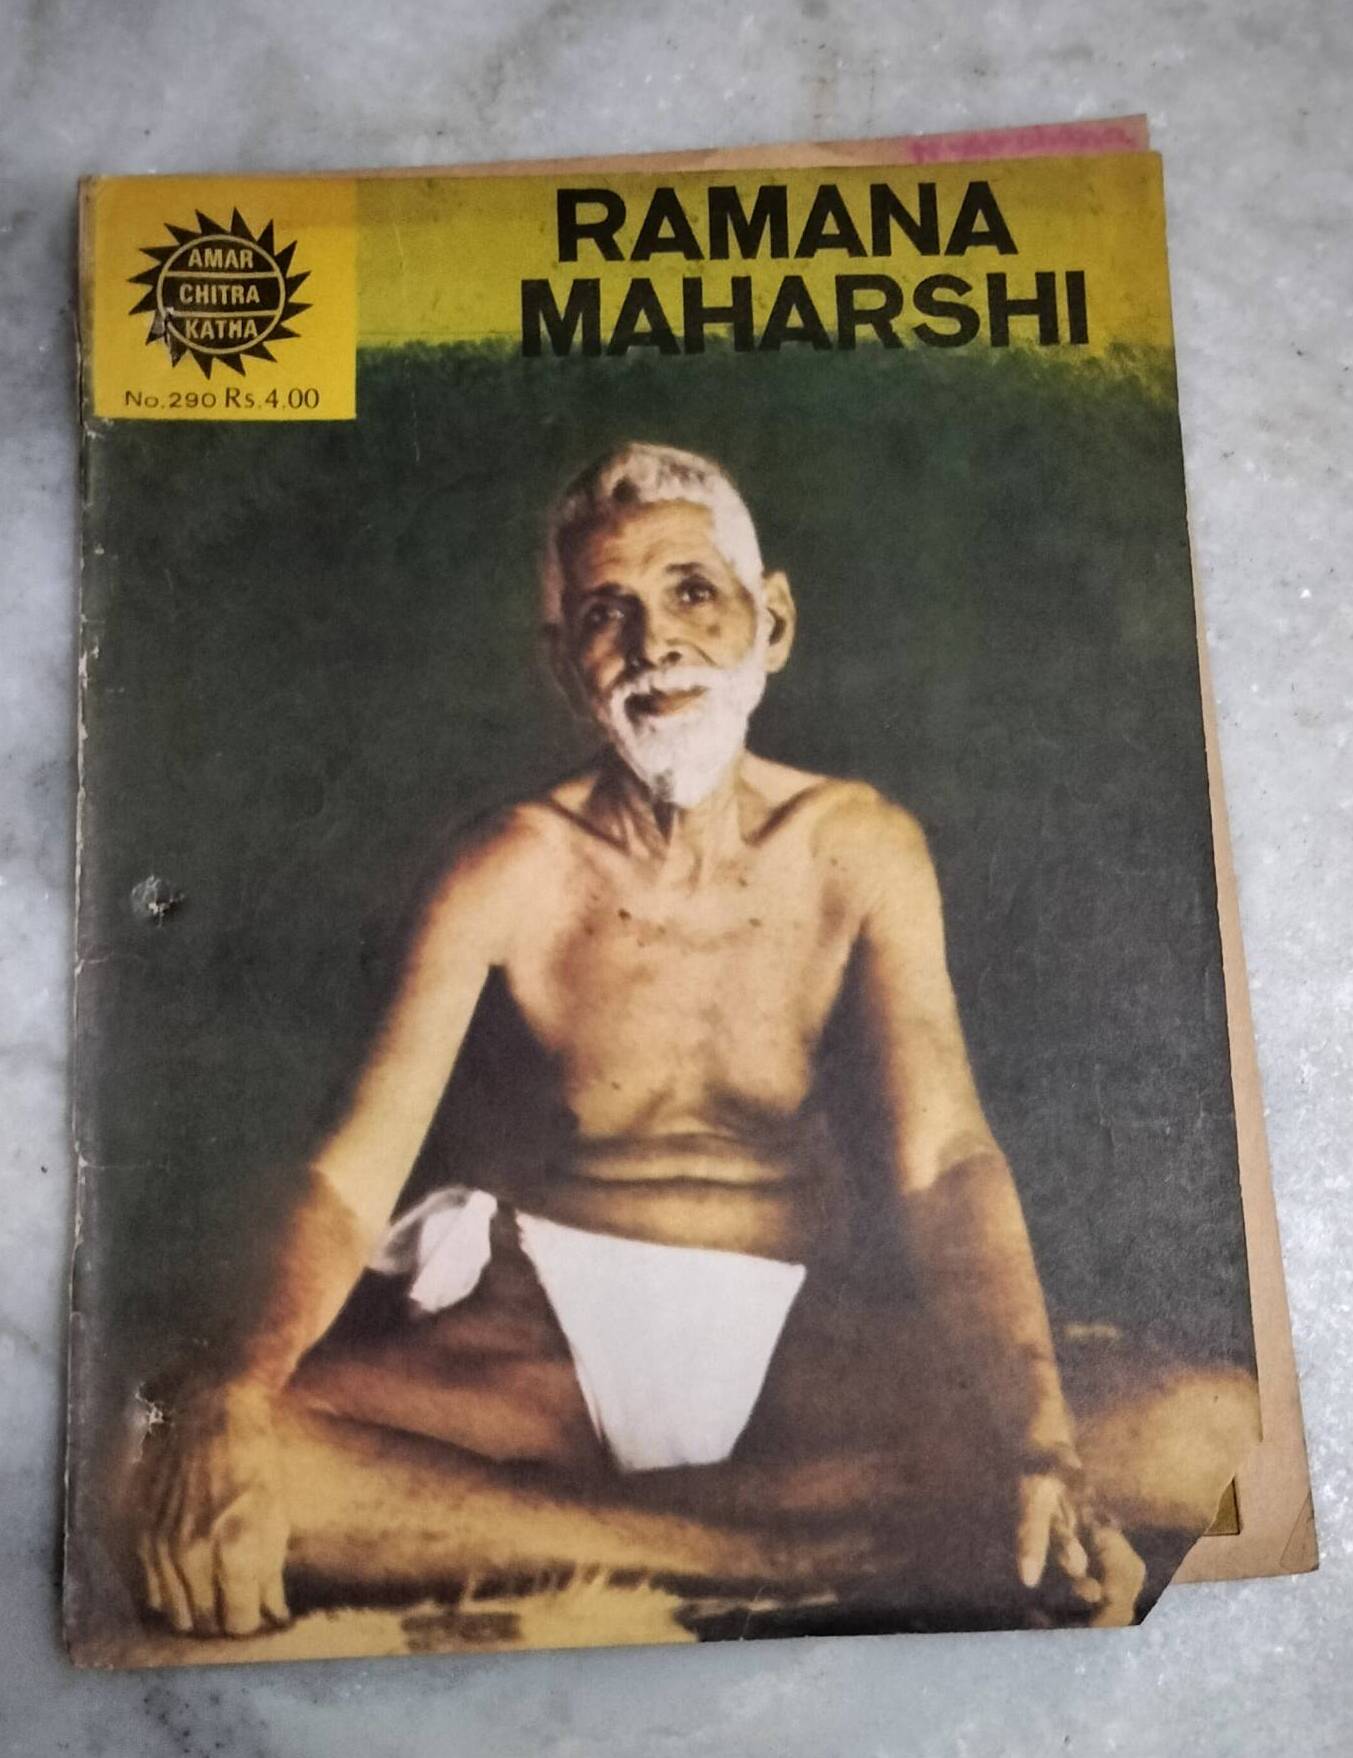 AMAR
CHITRA
KATHA
No.290 Rs.4.00
RAMANA
MAHARSHI